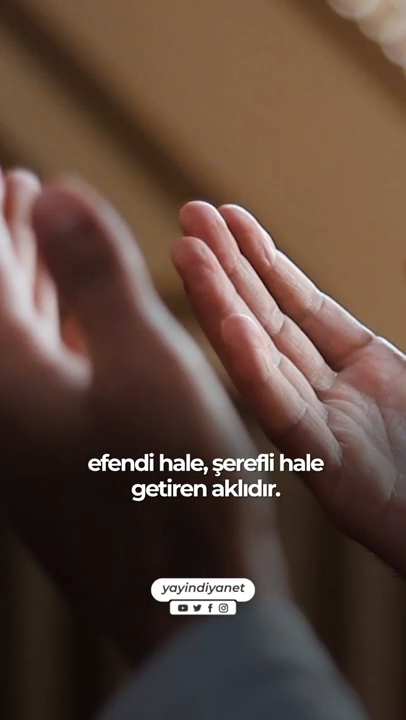 efendi hale, şerefli hale
getiren aklıdır.
yayindiyanet